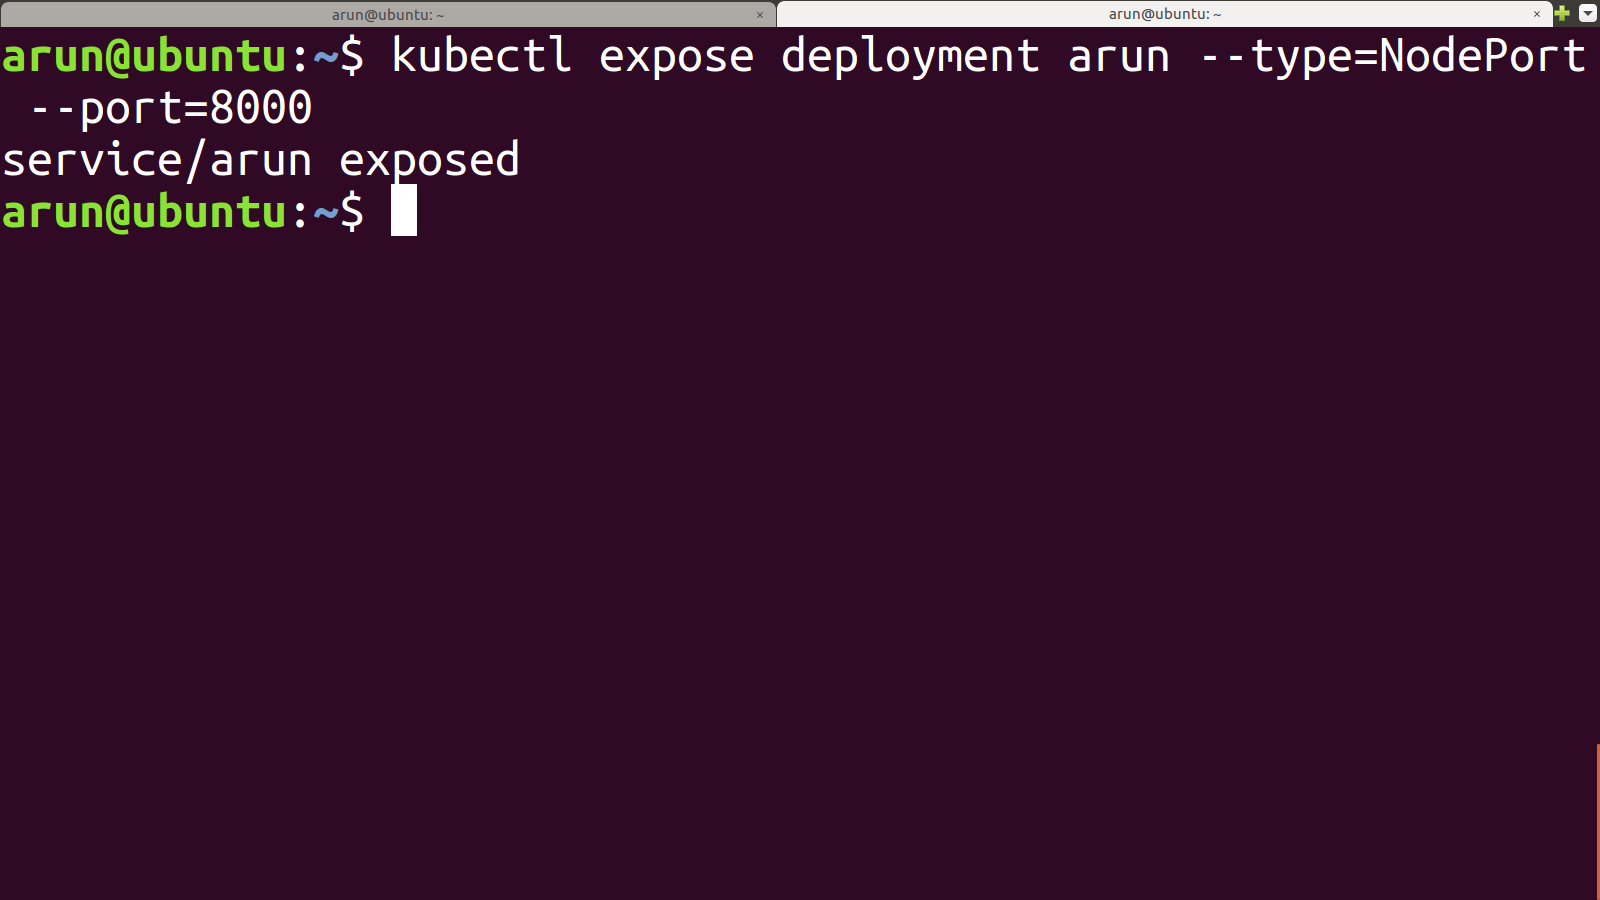 arun@ubuntu: ~ × arun@ubuntu: ~ ×
arun@ubuntu:~$ kubectl expose deployment arun --type=NodePort
 --port=8000
service/arun exposed
arun@ubuntu:~$